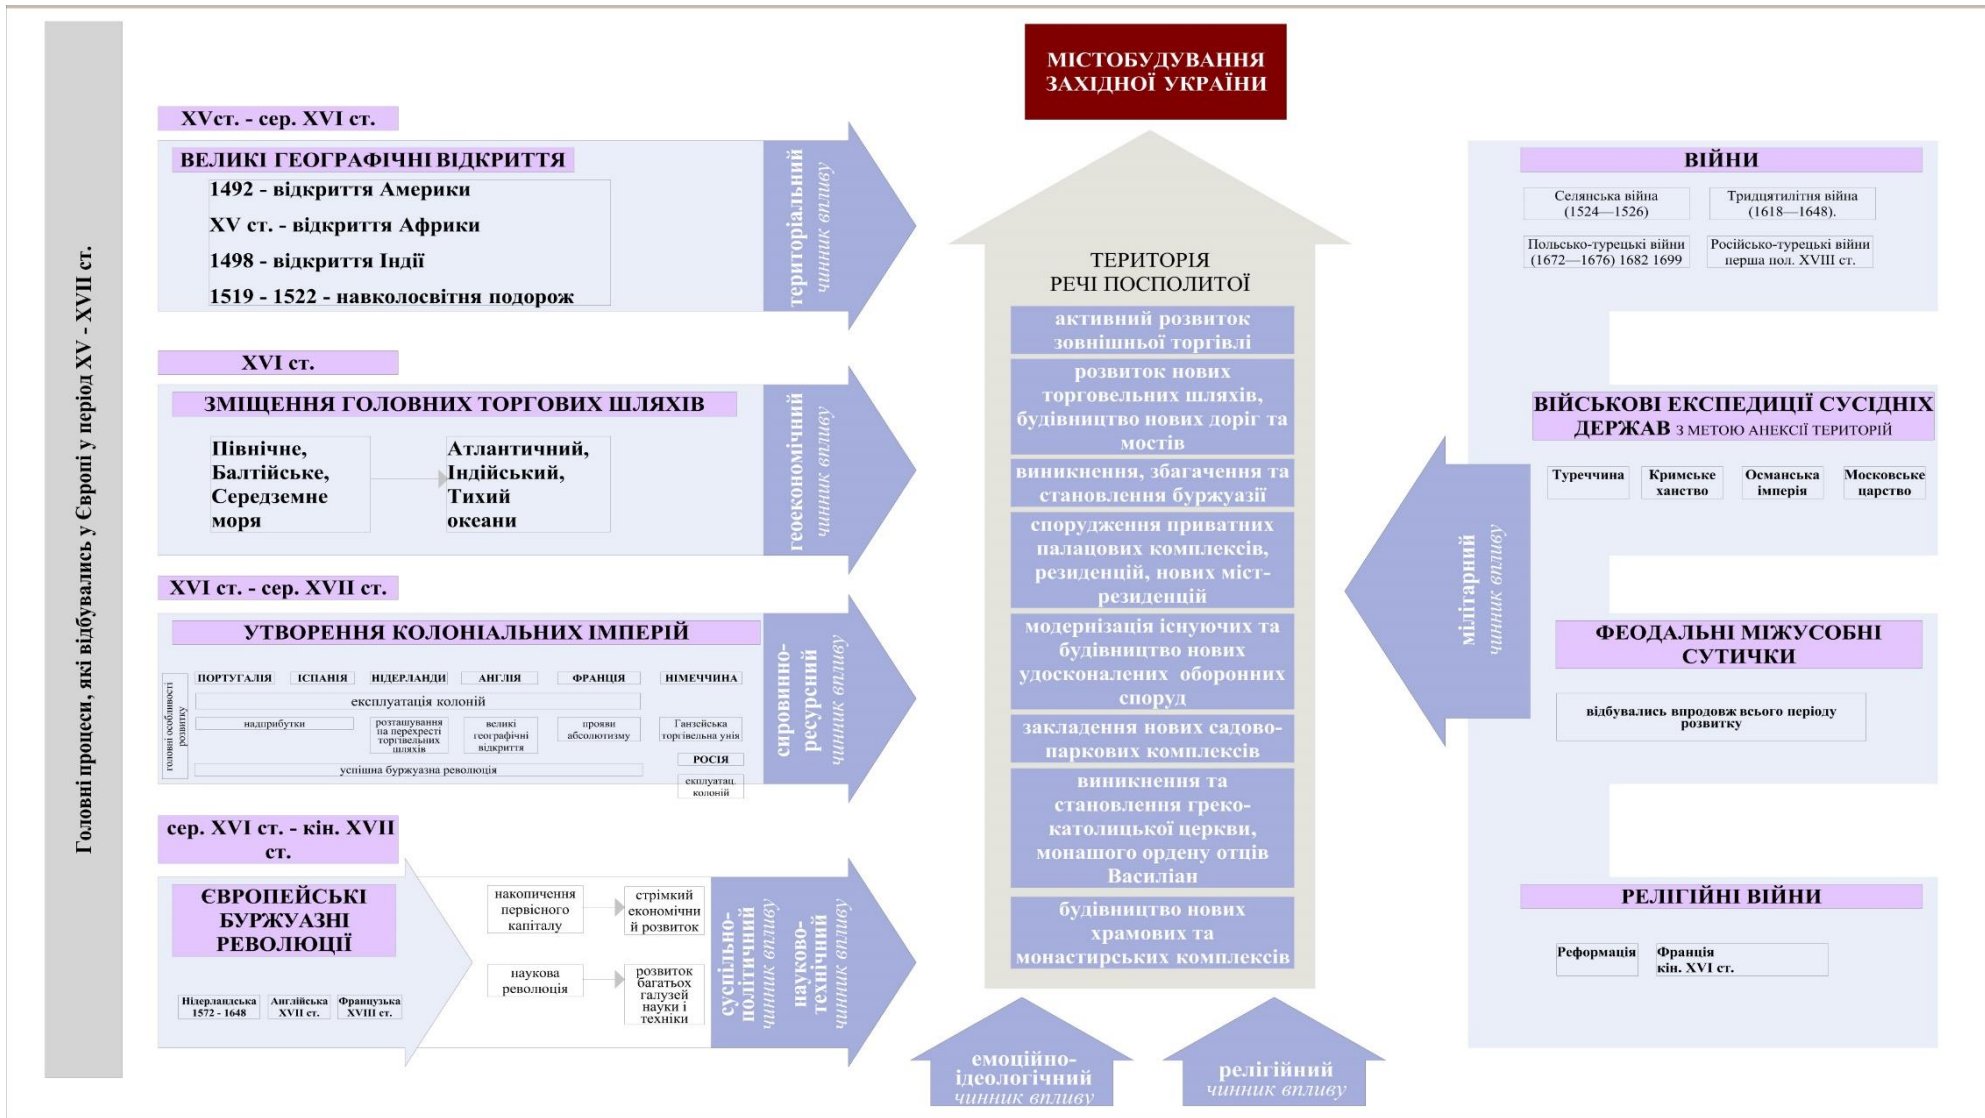 Головні процеси, які відбувались у Європі у період XV - XVII ст.
МІСТОБУДУВАННЯ
ЗАХІДНОЇ УКРАЇНИ
XVст. - сер. XVI ст.
ВЕЛИКІ ГЕОГРАФІЧНІ ВІДКРИТТЯ
1492 - відкриття Америки
XV ст. - відкриття Африки
1498 - відкриття Індії
1519 - 1522 - навколосвітня подорож
територіальний
чинник впливу
XVI ст.
ЗМІЩЕННЯ ГОЛОВНИХ ТОРГОВИХ ШЛЯХІВ
Північне,
Балтійське,
Середземне
моря
Атлантичний,
Індійський,
Тихий
океани
геоекономічний
чинник впливу
XVI ст. - сер. XVII ст.
УТВОРЕННЯ КОЛОНІАЛЬНИХ ІМПЕРІЙ
головні особливості
розвитку
ПОРТУГАЛІЯ
ІСПАНІЯ
НІДЕРЛАНДИ
АНГЛІЯ
ФРАНЦІЯ
НІМЕЧЧИНА
експлуатація колоній
надприбутки
розташування
на перехресті
торгівельних
шляхів
великі
географічні
відкриття
прояви
абсолютизму
Ганзейська
торгівельна унія
успішна буржуазна революція
РОСІЯ
експлуатац.
колоній
сировинно-
ресурсний
чинник впливу
сер. XVI ст. - кін. XVII
ст.
ЄВРОПЕЙСЬКІ
БУРЖУАЗНІ
РЕВОЛЮЦІЇ
Нідерландська
1572 - 1648
Англійська
XVII ст.
Французька
XVIII ст.
накопичення
первісного
капіталу
стрімкий
економічни
й розвиток
наукова
революція
розвиток
багатьох
галузей
науки і
техніки
суспільно-
політичний
чинник впливу
науково-
технічний
чинник впливу
ТЕРИТОРІЯ
РЕЧІ ПОСПОЛИТОЇ
активний розвиток
зовнішньої торгівлі
розвиток нових
торговельних шляхів,
будівництво нових доріг та
мостів
виникнення, збагачення та
становлення буржуазії
спорудження приватних
палацових комплексів,
резиденцій, нових міст-
резиденцій
модернізація існуючих та
будівництво нових
удосконалених оборонних
споруд
закладення нових садово-
паркових комплексів
виникнення та
становлення греко-
католицької церкви,
монашого ордену отців
Василіан
будівництво нових
храмових та
монастирських комплексів
емоційно-
ідеологічний
чинник впливу
релігійний
чинник впливу
мілітарний
чинник впливу
ВІЙНИ
Селянська війна
(1524—1526)
Тридцятилітня війна
(1618—1648).
Польсько-турецькі війни
(1672—1676) 1682 1699
Російсько-турецькі війни
перша пол. XVIII ст.
ВІЙСЬКОВІ ЕКСПЕДИЦІЇ СУСІДНІХ
ДЕРЖАВ З МЕТОЮ АНЕКСІЇ ТЕРИТОРІЙ
Туреччина
Кримське
ханство
Османська
імперія
Московське
царство
ФЕОДАЛЬНІ МІЖУСОБНІ
СУТИЧКИ
відбувались впродовж всього періоду
розвитку
РЕЛІГІЙНІ ВІЙНИ
Реформація
Франція
кін. XVI ст.